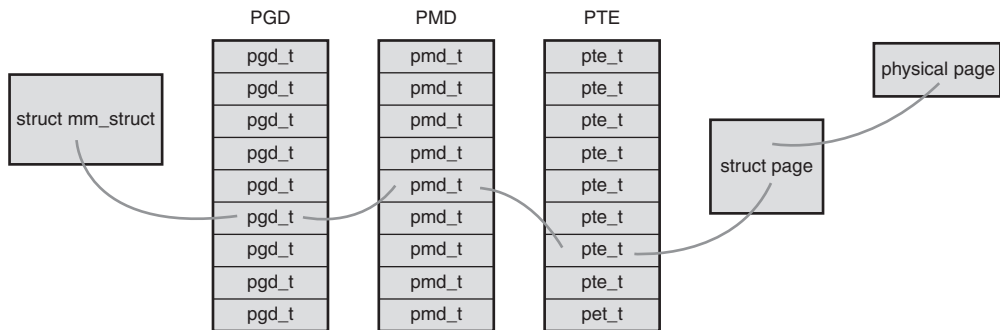 PGD
PMD
PTE
struct mm_struct
pgd_t
pgd_t
pgd_t
pgd_t
pgd_t
pgd_t
pgd_t
pgd_t
pgd_t
pmd_t
pmd_t
pmd_t
pmd_t
pmd_t
pmd_t
pmd_t
pmd_t
pmd_t
pte_t
pte_t
pte_t
pte_t
pte_t
pte_t
pte_t
pte_t
pet_t
struct page
physical page